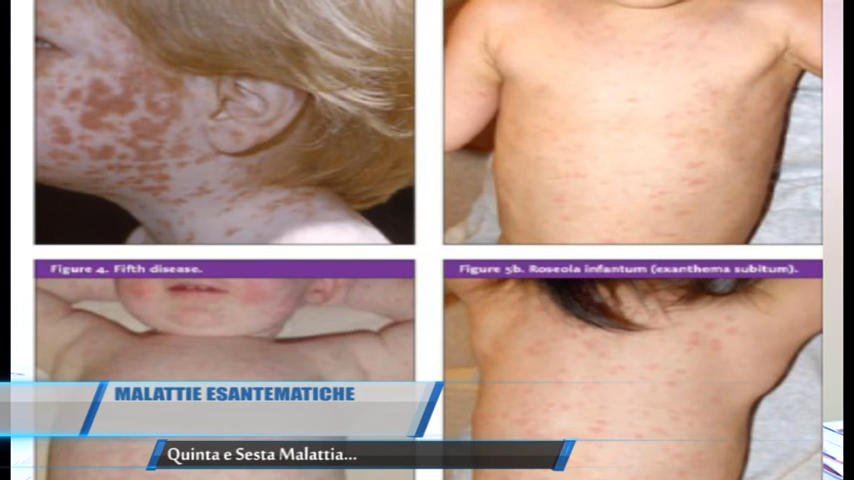 Figure 4. Fifth disease.
Figure 5b. Roseola infantum (exanthema subitum).
MALATTIE ESANTEMATICHE
Quinta e Sesta Malattia...